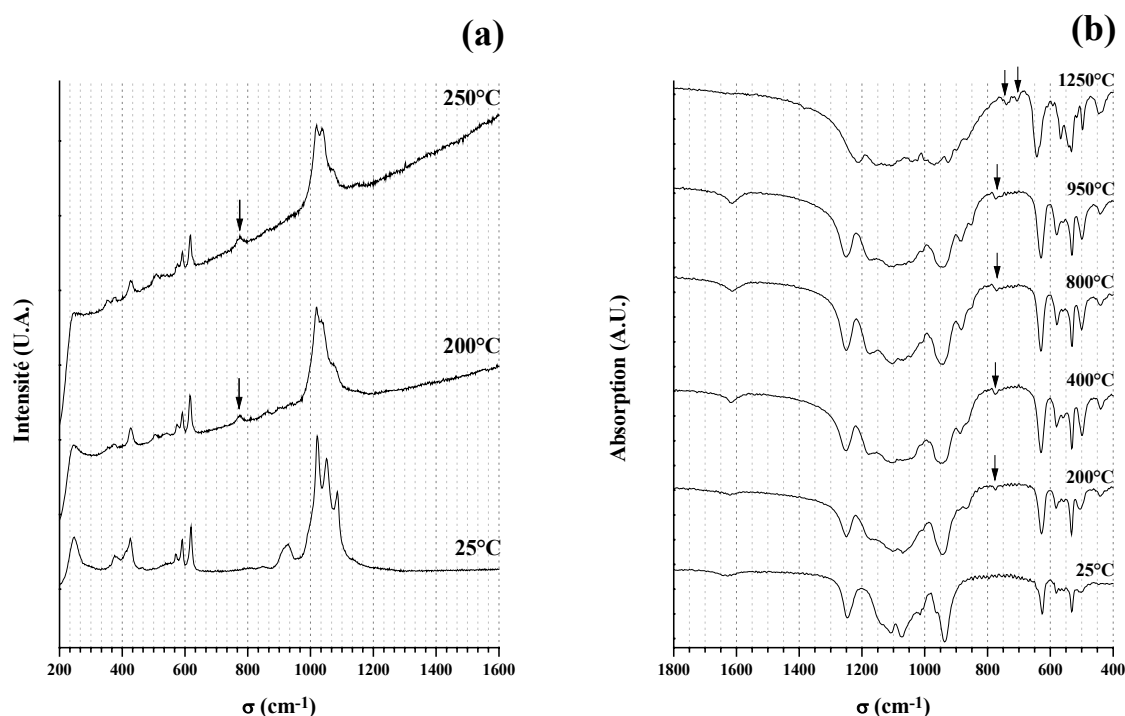 (a)
250°C
200°C
25°C
Intensité (U.A.)
200 400 600 800 1000 1200 1400 1600
σ (cm-1)
(b)
1250°C
950°C
800°C
400°C
200°C
25°C
Absorption (A.U.)
1800 1600 1400 1200 1000 800 600 400
σ (cm-1)